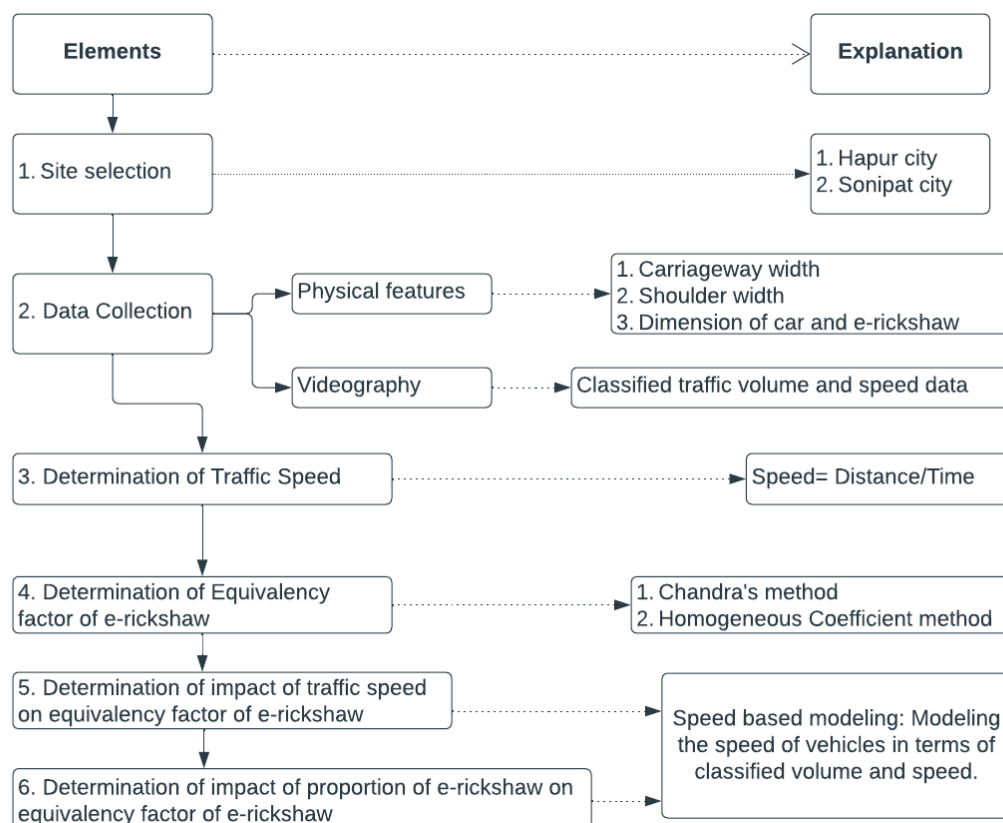 Elements
Explanation
1. Site selection
1. Hapur city
2. Sonipat city
2. Data Collection
Physical features
1. Carriageway width
2. Shoulder width
3. Dimension of car and e-rickshaw
Videography
Classified traffic volume and speed data
3. Determination of Traffic Speed
Speed= Distance/Time
4. Determination of Equivalency
factor of e-rickshaw
1. Chandra's method
2. Homogeneous Coefficient method
5. Determination of impact of traffic speed
on equivalency factor of e-rickshaw
Speed based modeling: Modeling
the speed of vehicles in terms of
classified volume and speed.
6. Determination of impact of proportion of e-rickshaw on
equivalency factor of e-rickshaw